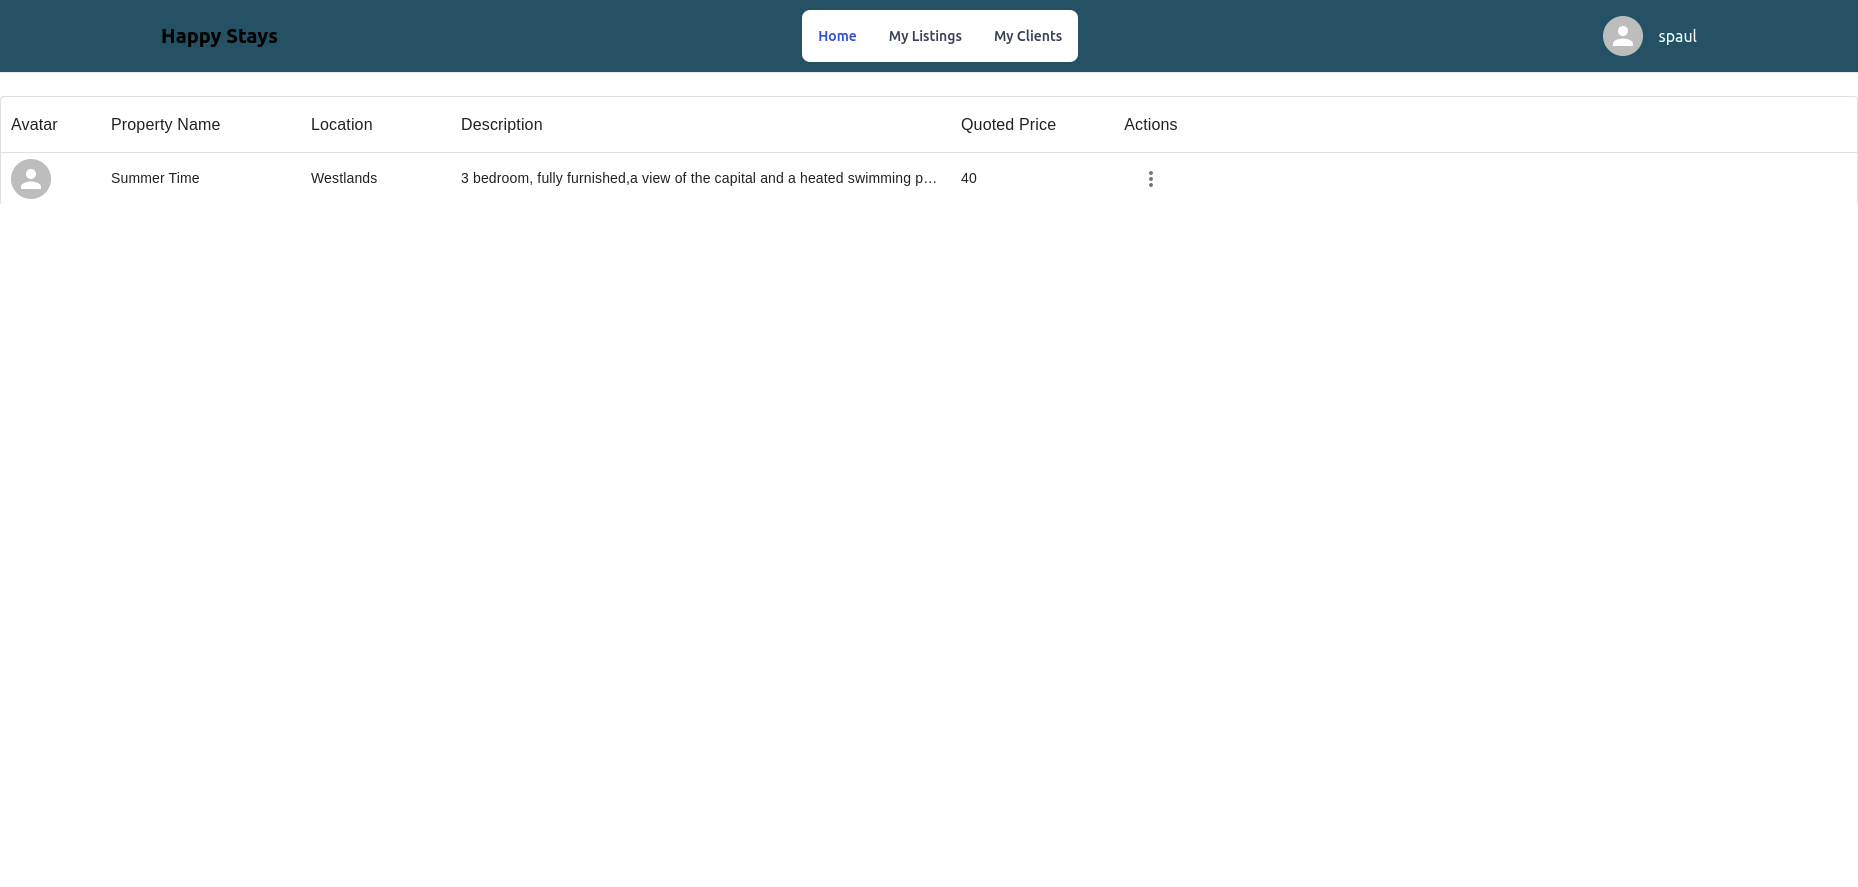 Happy Stays Home My Listings My Clients spaul
Avatar Property Name Location Description Quoted Price Actions
Summer Time Westlands 3 bedroom, fully furnished,a view of the capital and a heated swimming p… 40